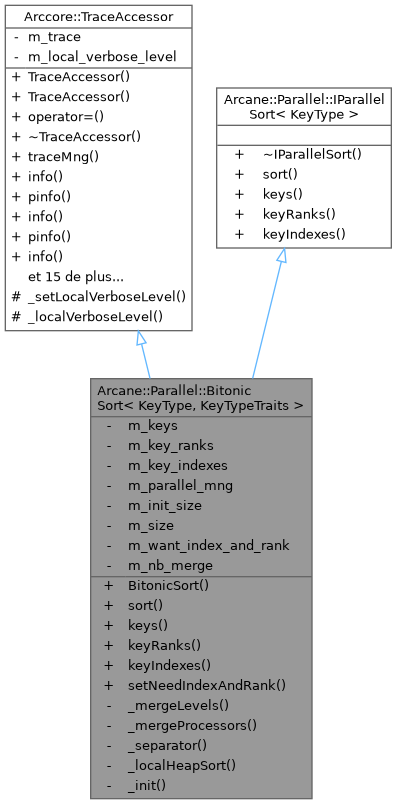 Arccore::TraceAccessor
- m_trace
- m_local_verbose_level
+ TraceAccessor()
+ TraceAccessor()
+ operator=()
+ ~TraceAccessor()
+ traceMng()
+ info()
+ pinfo()
+ info()
+ pinfo()
+ info()
et 15 de plus...
# _setLocalVerboseLevel()
# _localVerboseLevel()
Arcane::Parallel::IParallel
Sort< KeyType >
+ ~IParallelSort()
+ sort()
+ keys()
+ keyRanks()
+ keyIndexes()
Arcane::Parallel::Bitonic
Sort< KeyType, KeyTypeTraits >
- m_keys
- m_key_ranks
- m_key_indexes
- m_parallel_mng
- m_init_size
- m_size
- m_want_index_and_rank
- m_nb_merge
+ BitonicSort()
+ sort()
+ keys()
+ keyRanks()
+ keyIndexes()
+ setNeedIndexAndRank()
- _mergeLevels()
- _mergeProcessors()
- _separator()
- _localHeapSort()
- _init()